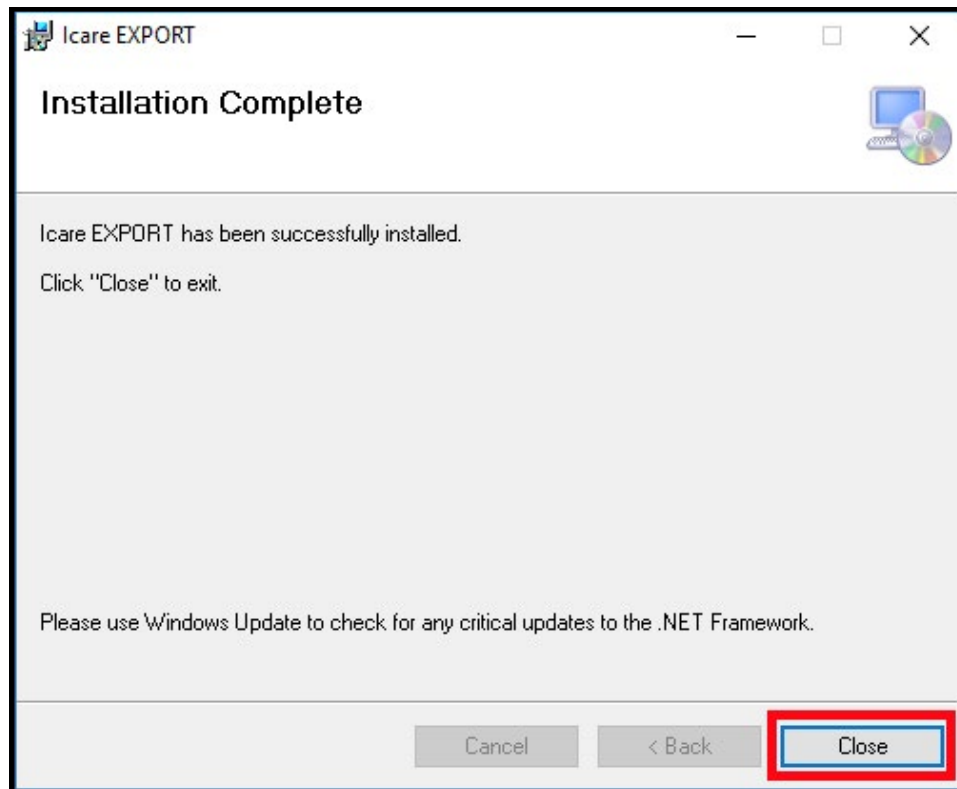 Icare EXPORT
Installation Complete
Icare EXPORT has been successfully installed.
Click "Close" to exit.
Please use Windows Update to check for any critical updates to the .NET Framework.
Cancel
< Back
Close